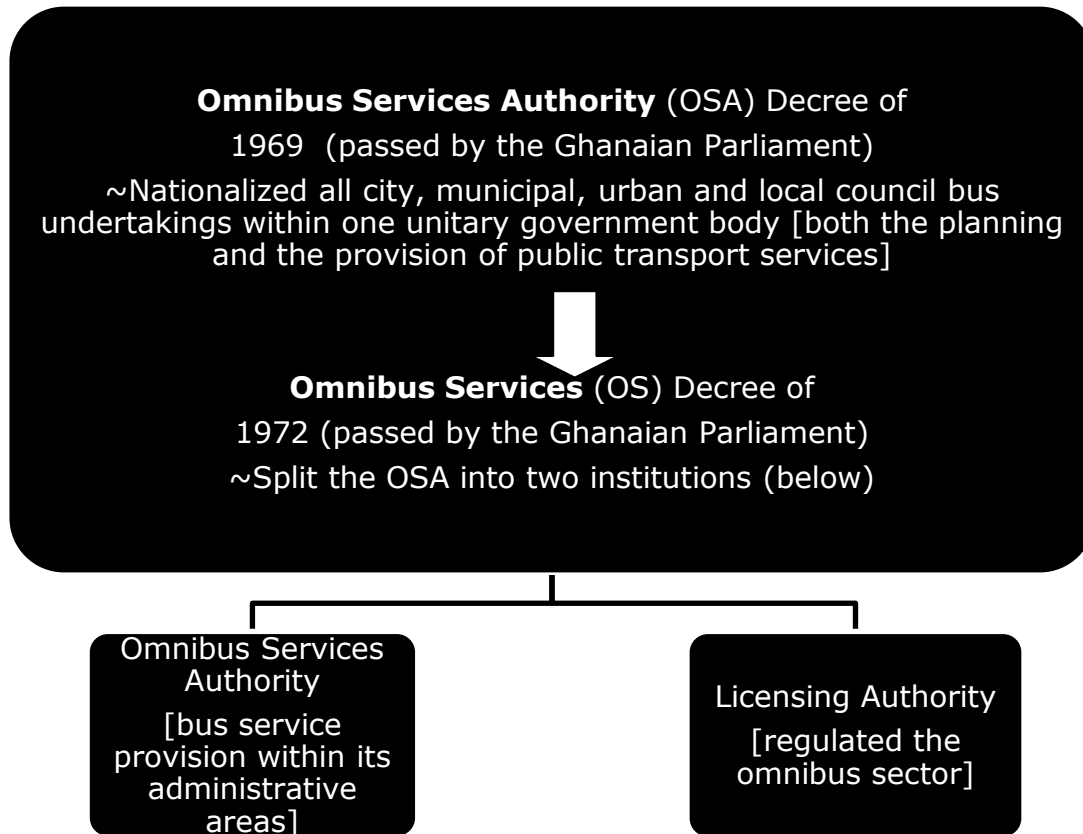 Omnibus Services Authority (OSA) Decree of
1969  (passed by the Ghanaian Parliament)
~Nationalized all city, municipal, urban and local council bus
undertakings within one unitary government body [both the planning
and the provision of public transport services]
Omnibus Services (OS) Decree of
1972 (passed by the Ghanaian Parliament)
~Split the OSA into two institutions (below)
Omnibus Services
Authority
[bus service
provision within its
administrative
areas]
Licensing Authority
[regulated the
omnibus sector]